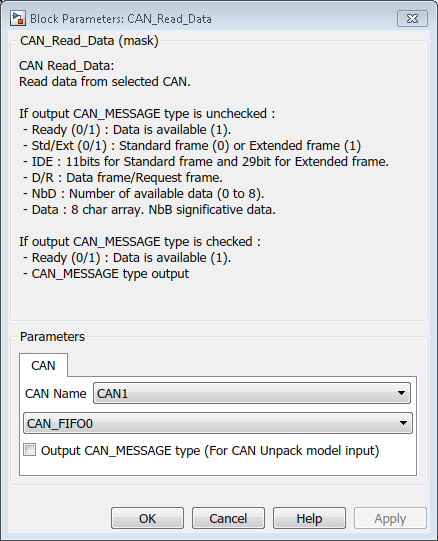 Block Parameters: CAN_Read_Data
CAN_Read_Data (mask)
CAN Read_Data:
Read data from selected CAN.
If output CAN_MESSAGE type is unchecked :
- Ready (0/1) : Data is available (1).
- Std/Ext (0/1) : Standard frame (0) or Extended frame (1)
- IDE : 11bits for Standard frame and 29bit for Extended frame.
- D/R : Data frame/Request frame.
- NbD : Number of available data (0 to 8).
- Data : 8 char array. NbB significative data.
If output CAN_MESSAGE type is checked :
- Ready (0/1) : Data is available (1).
- CAN_MESSAGE type output
Parameters
CAN
CAN Name CAN1
CAN_FIFO0
Output CAN_MESSAGE type (For CAN Unpack model input)
OK Cancel Help Apply